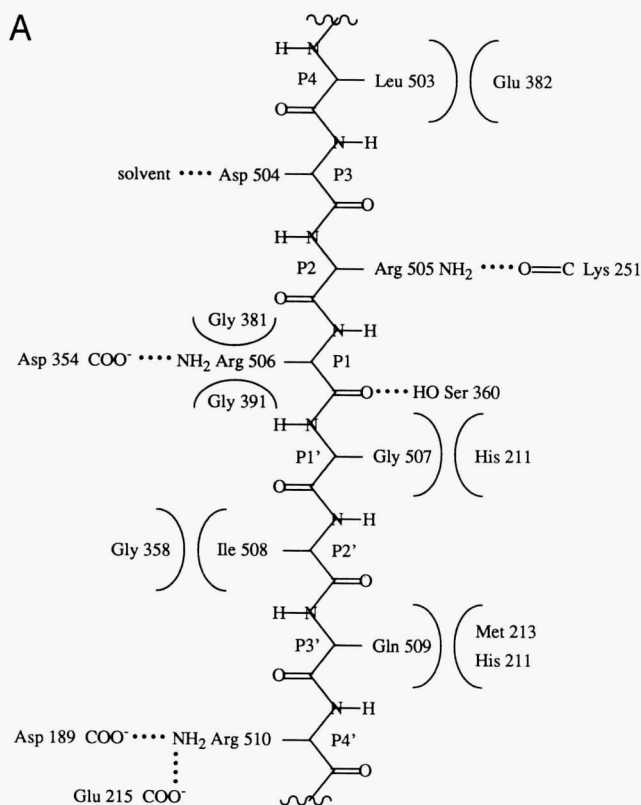 A
H N
P4 Leu 503 Glu 382
O
N H
solvent •••• Asp 504 P3
O
H N
P2 Arg 505 NH₂ •••• O C Lys 251
O
Gly 381 N H
Asp 354 COO⁻ •••• NH₂ Arg 506 P1
Gly 391 O •••• HO Ser 360
H N
P1' Gly 507 His 211
O
N H
Gly 358 Ile 508 P2'
O
H N
P3' Gln 509 Met 213
His 211
O
N H
Asp 189 COO⁻ •••• NH₂ Arg 510 P4'
O
Glu 215 COO⁻